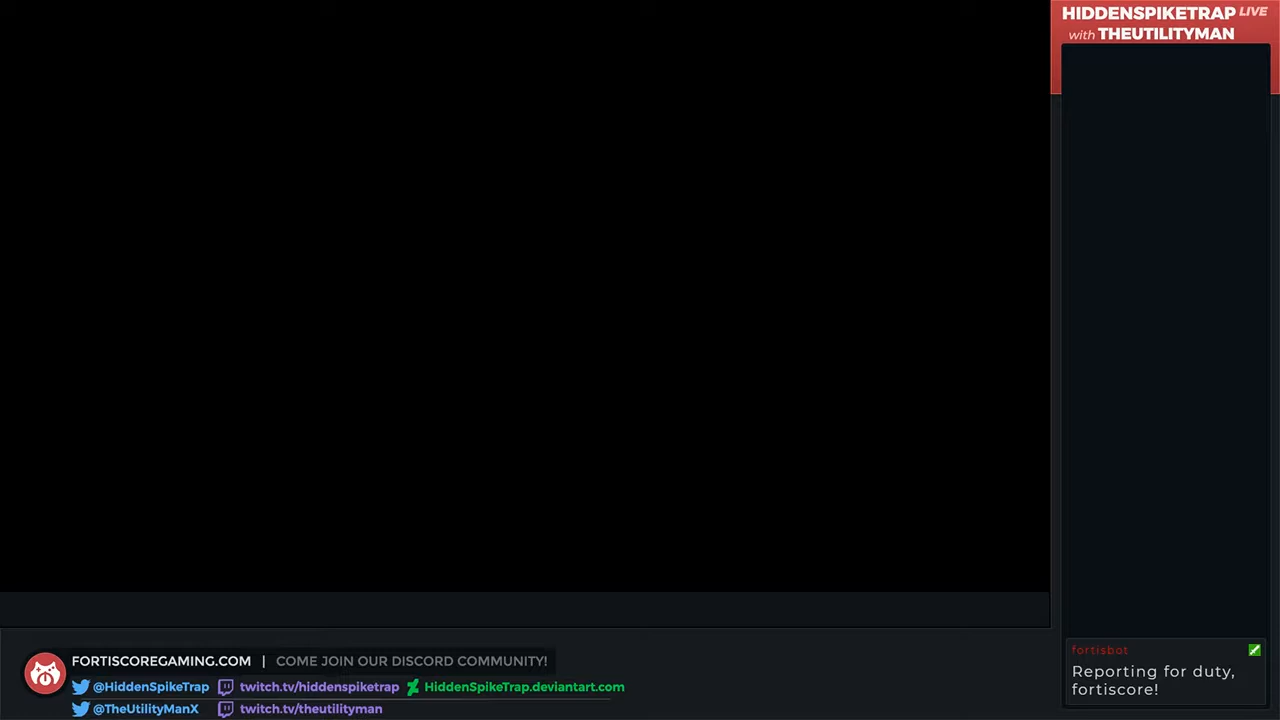 HIDDENSPIKETRAP LIVE
with THEUTILITYMAN
fortisbot
Reporting for duty,
fortiscore!
FORTISCOREGAMING.COM | COME JOIN OUR DISCORD COMMUNITY!
@HiddenSpikeTrap twitch.tv/hiddenspiketrap HiddenSpikeTrap.deviantart.com
@TheUtilityManX twitch.tv/theutilityman